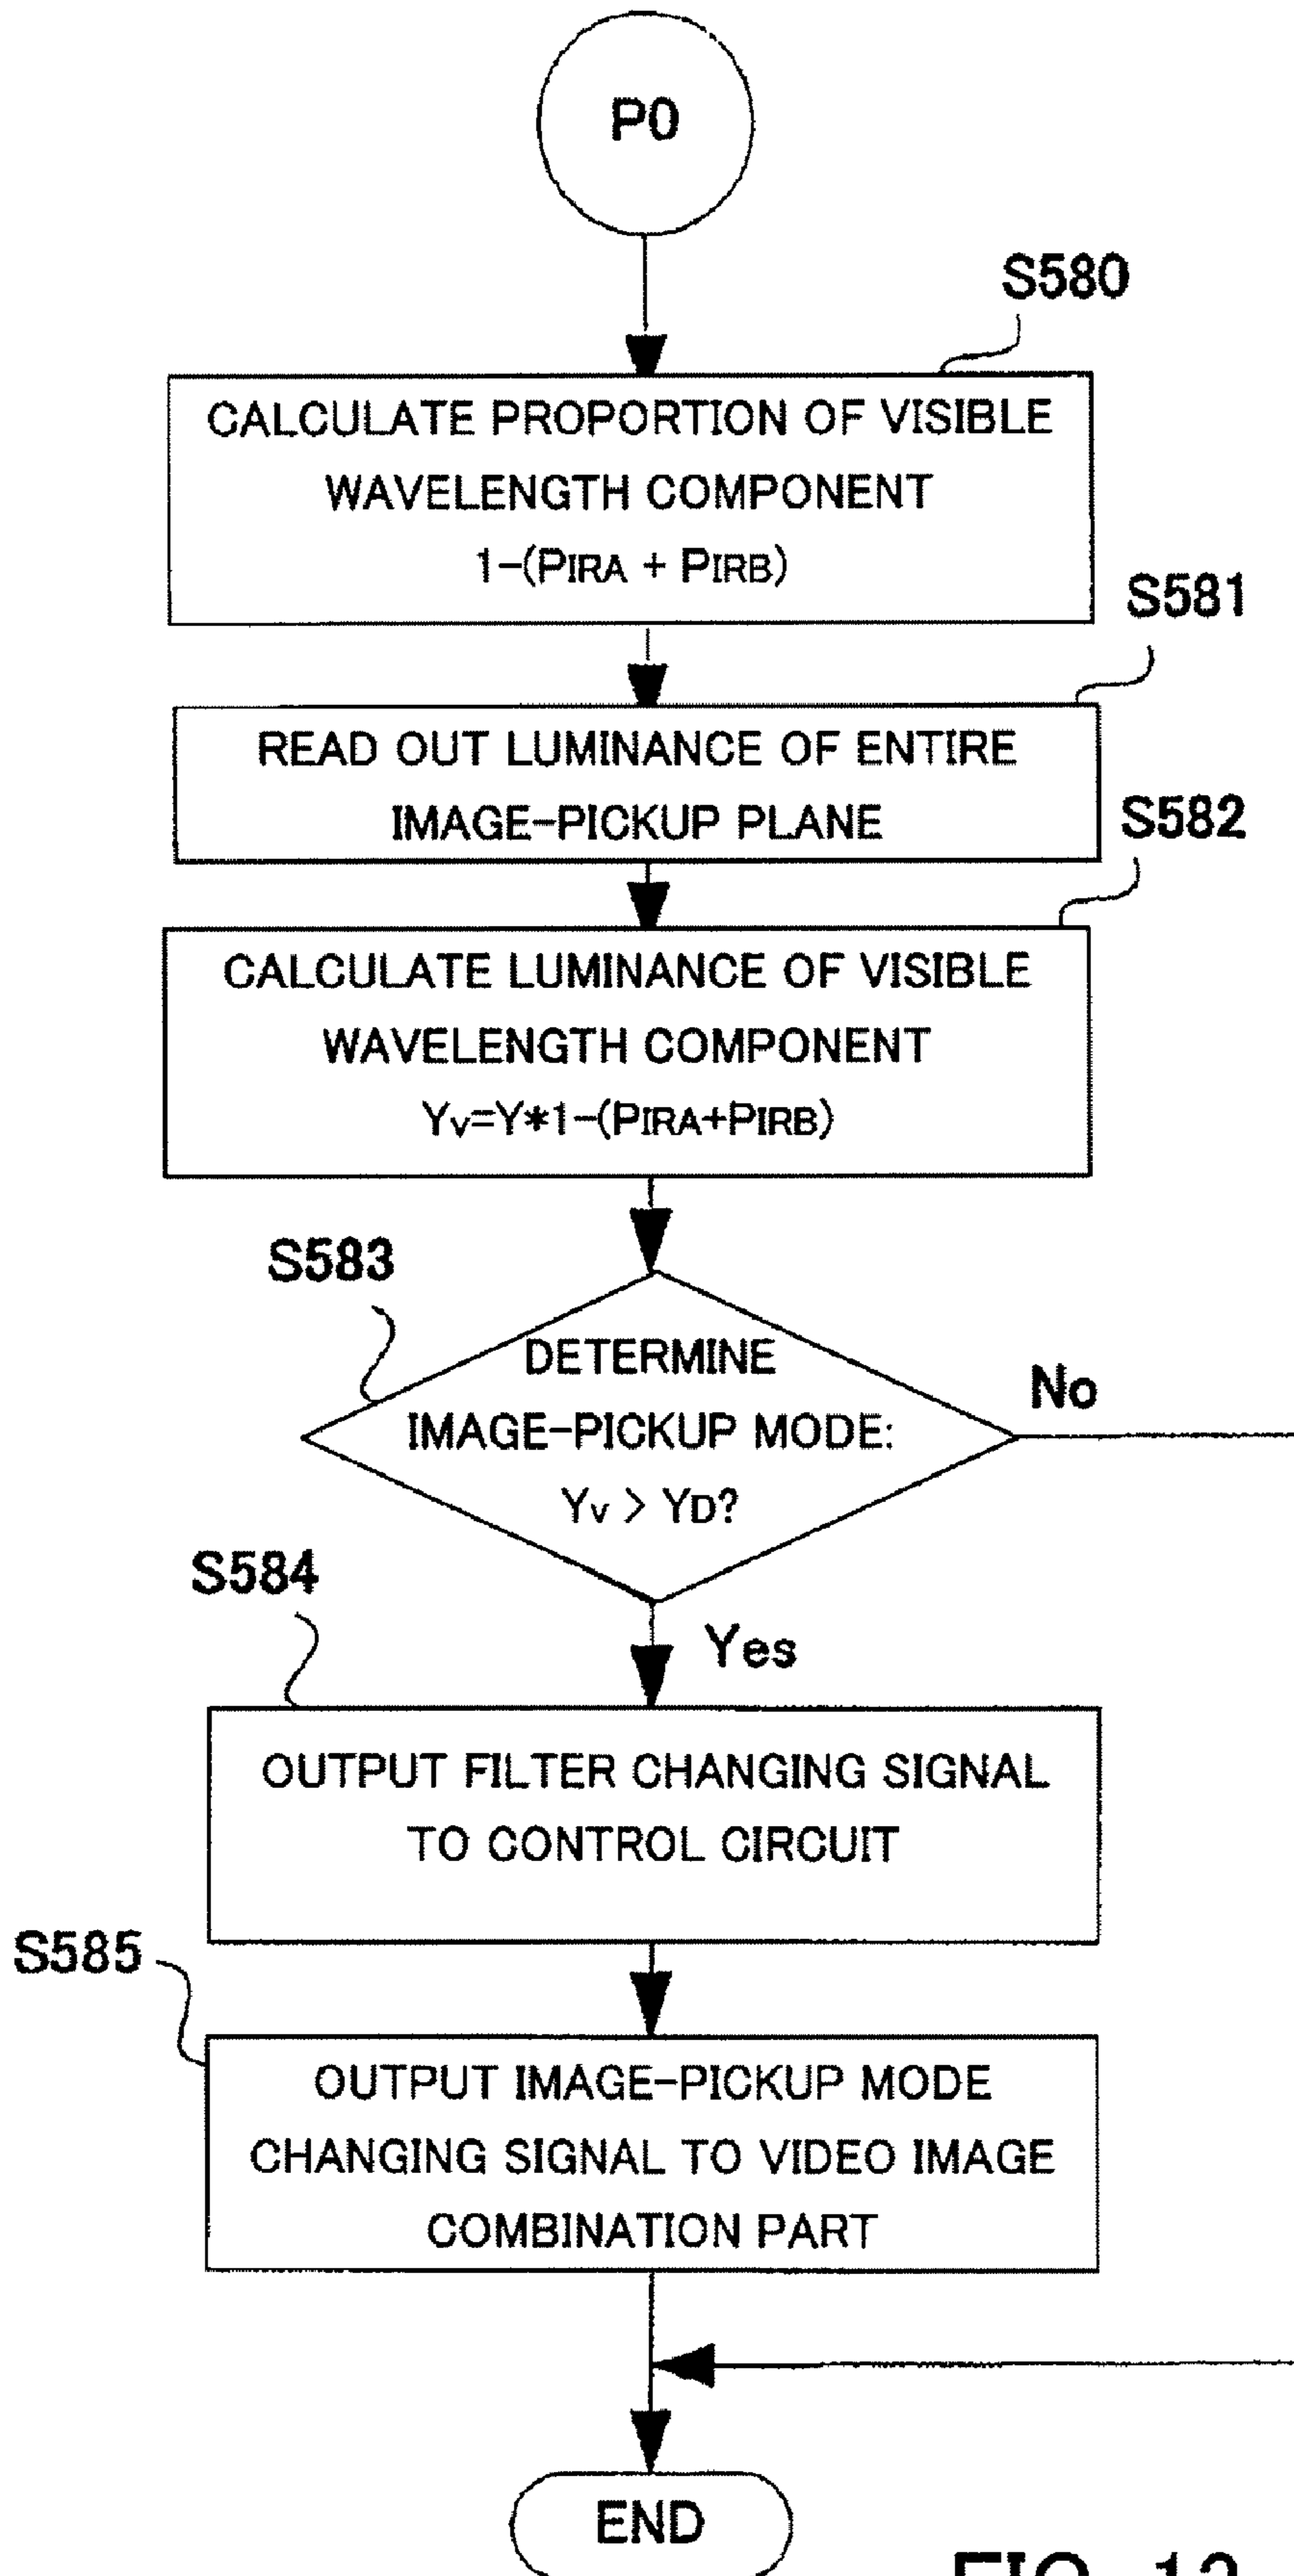 P0
S580
CALCULATE PROPORTION OF VISIBLE
WAVELENGTH COMPONENT
1-(PIRA + PIRB)
S581
READ OUT LUMINANCE OF ENTIRE
IMAGE-PICKUP PLANE
S582
CALCULATE LUMINANCE OF VISIBLE
WAVELENGTH COMPONENT
YV=Y*1-(PIRA+PIRB)
S583
DETERMINE
IMAGE-PICKUP MODE:
YV > YD?
No
S584
Yes
OUTPUT FILTER CHANGING SIGNAL
TO CONTROL CIRCUIT
S585
OUTPUT IMAGE-PICKUP MODE
CHANGING SIGNAL TO VIDEO IMAGE
COMBINATION PART
END